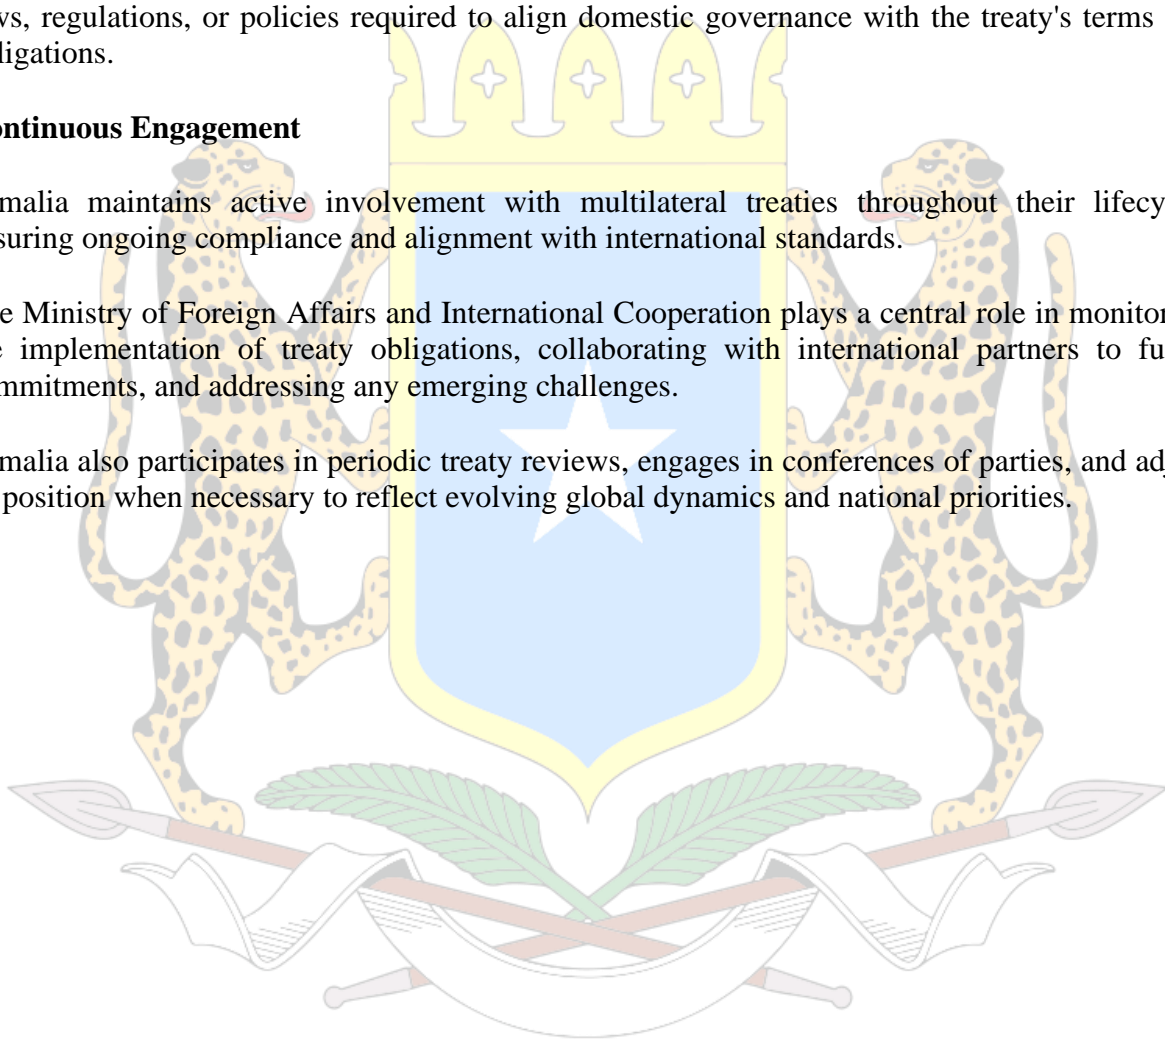 ws, regulations, or policies required to align domestic governance with the treaty's terms
ligations.
ontinuous Engagement
malia maintains active involvement with multilateral treaties throughout their lifecy
suring ongoing compliance and alignment with international standards.
e Ministry of Foreign Affairs and International Cooperation plays a central role in monitor
e implementation of treaty obligations, collaborating with international partners to fu
mmitments, and addressing any emerging challenges.
malia also participates in periodic treaty reviews, engages in conferences of parties, and adj
position when necessary to reflect evolving global dynamics and national priorities.